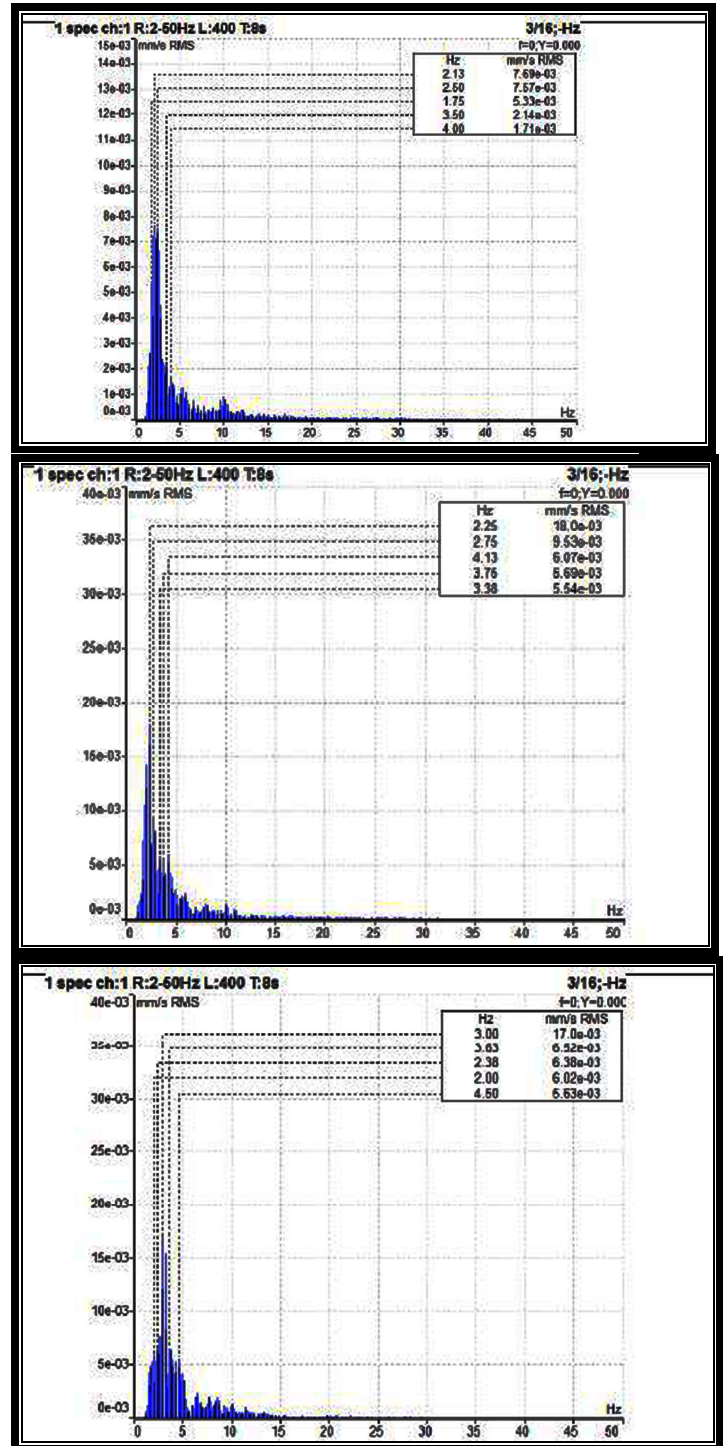 1 spec ch:1 R:2-50Hz L:400 T:8s 3/16;-Hz
15e-03 mm/s RMS f=0;Y=0.000
14e-03
13e-03
12e-03
11e-03
10e-03
9e-03
8e-03
7e-03
6e-03
5e-03
4e-03
3e-03
2e-03
1e-03
0e-03
Hz mm/s RMS
2.13 7.69e-03
2.50 7.57e-03
1.75 5.33e-03
3.50 2.14e-03
4.00 1.71e-03
Hz
0 5 10 15 20 25 30 35 40 45 50
1 spec ch:1 R:2-50Hz L:400 T:8s 3/16;-Hz
40e-03 mm/s RMS f=0;Y=0.000
35e-03
30e-03
25e-03
20e-03
15e-03
10e-03
5e-03
0e-03
Hz mm/s RMS
2.25 18.0e-03
2.75 9.53e-03
4.13 6.07e-03
3.75 5.69e-03
3.38 5.54e-03
Hz
0 5 10 15 20 25 30 35 40 45 50
1 spec ch:1 R:2-50Hz L:400 T:8s 3/16;-Hz
40e-03 mm/s RMS f=0;Y=0.000
35e-03
30e-03
25e-03
20e-03
15e-03
10e-03
5e-03
0e-03
Hz mm/s RMS
3.00 17.0e-03
3.63 6.52e-03
2.38 6.38e-03
2.00 6.02e-03
4.50 5.53e-03
Hz
0 5 10 15 20 25 30 35 40 45 50